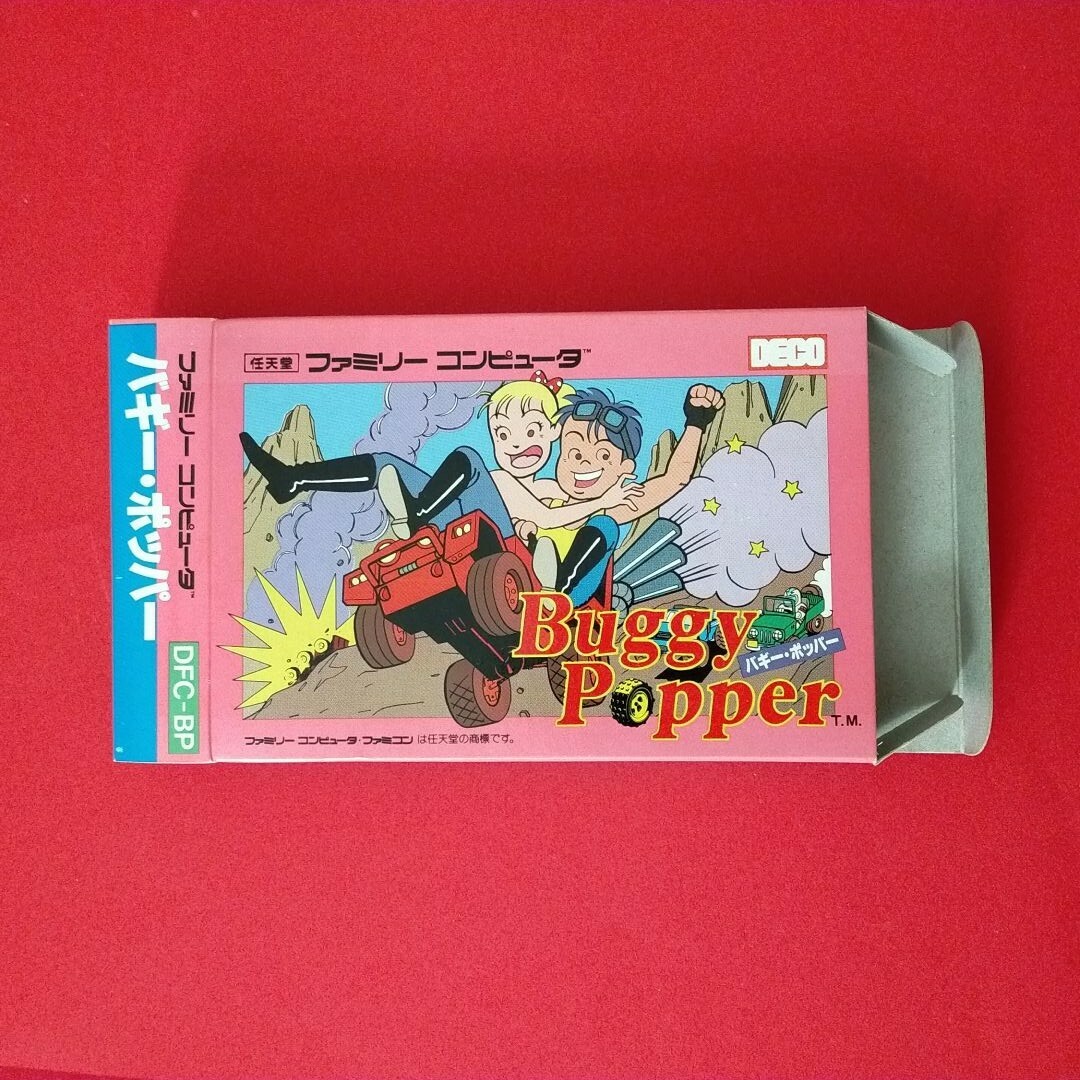 任天堂 ファミリー コンピュータ™
DECO
Buggy
Popper T.M.
バギー・ポッパー
ファミリー コンピュータ・ファミコン は任天堂の商標です。
ファミリー コンピュータ™
バギー・ポッパー
DFC-BP